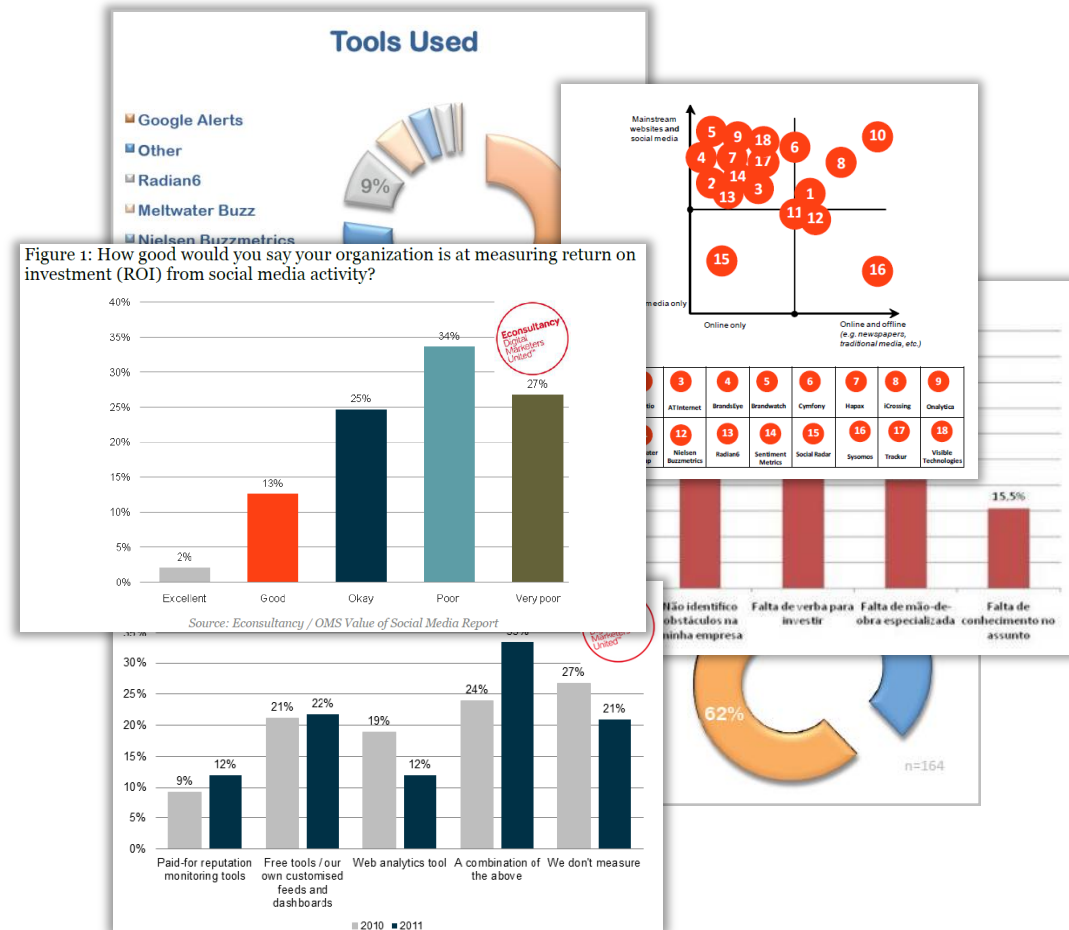 Tools Used
Google Alerts
Other
Radian6
Meltwater Buzz
Nielsen Buzzmetrics
9%
Mainstream
websites and
social media
5
9
18
6
10
4
7
17
8
2
14
13
3
1
11
12
15
16
media only
Online only
Online and offline
(e.g. newspapers,
traditional media, etc.)
3
4
5
6
7
8
9
AT Internet
BrandsEye
Brandwatch
Cymfony
Hapax
iCrossing
Onalytica
12
13
14
15
16
17
18
Nielsen
Buzzmetrics
Radian6
Sentiment
Metrics
Social Radar
Sysomos
Trackur
Visible
Technologies
Figure 1: How good would you say your organization is at measuring return on
investment (ROI) from social media activity?
40%
35%
30%
25%
20%
15%
10%
5%
0%
2%
13%
25%
34%
27%
Econsultancy
Digital
Marketers
United™
Excellent
Good
Okay
Poor
Very poor
Source: Econsultancy / OMS Value of Social Media Report
15,5%
Não identifico
obstáculos na
minha empresa
Falta de verba para
investir
Falta de mão-de-
obra especializada
Falta de
conhecimento no
assunto
62%
n=164
30%
25%
20%
15%
10%
5%
0%
9%
12%
21%
22%
19%
12%
24%
27%
21%
United™
Paid-for reputation
monitoring tools
Free tools / our
own customised
feeds and
dashboards
Web analytics tool
A combination of
the above
We don't measure
2010
2011